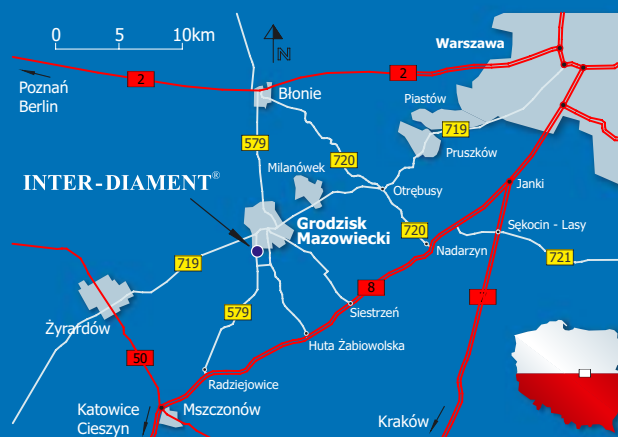 0 5 10km
N
Warszawa
2
2
Poznań
Berlin
Błonie
Piastów
719
579
720
Pruszków
Milanówek
INTER-DIAMENT®
Otrębusy
Janki
Grodzisk
Mazowiecki
720
Sękocin - Lasy
Nadarzyn
719
721
8
7
579
Siestrzeń
Żyrardów
Huta Żabiowolska
50
Radziejowice
Katowice
Cieszyn
Mszczonów
Kraków